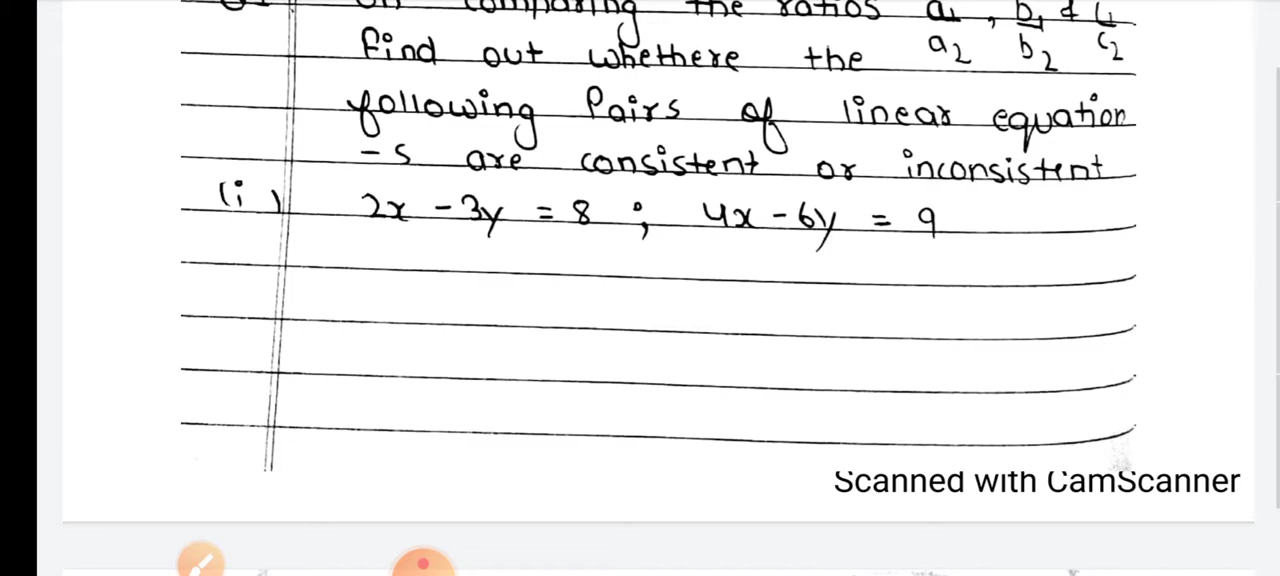 on comparing the ratios a1/a2 , b1/b2 & c1/c2
find out whethere the
following Pairs of linear equation
-s are consistent or inconsistent
(i) 2x - 3y = 8 ; 4x - 6y = 9
Scanned with CamScanner